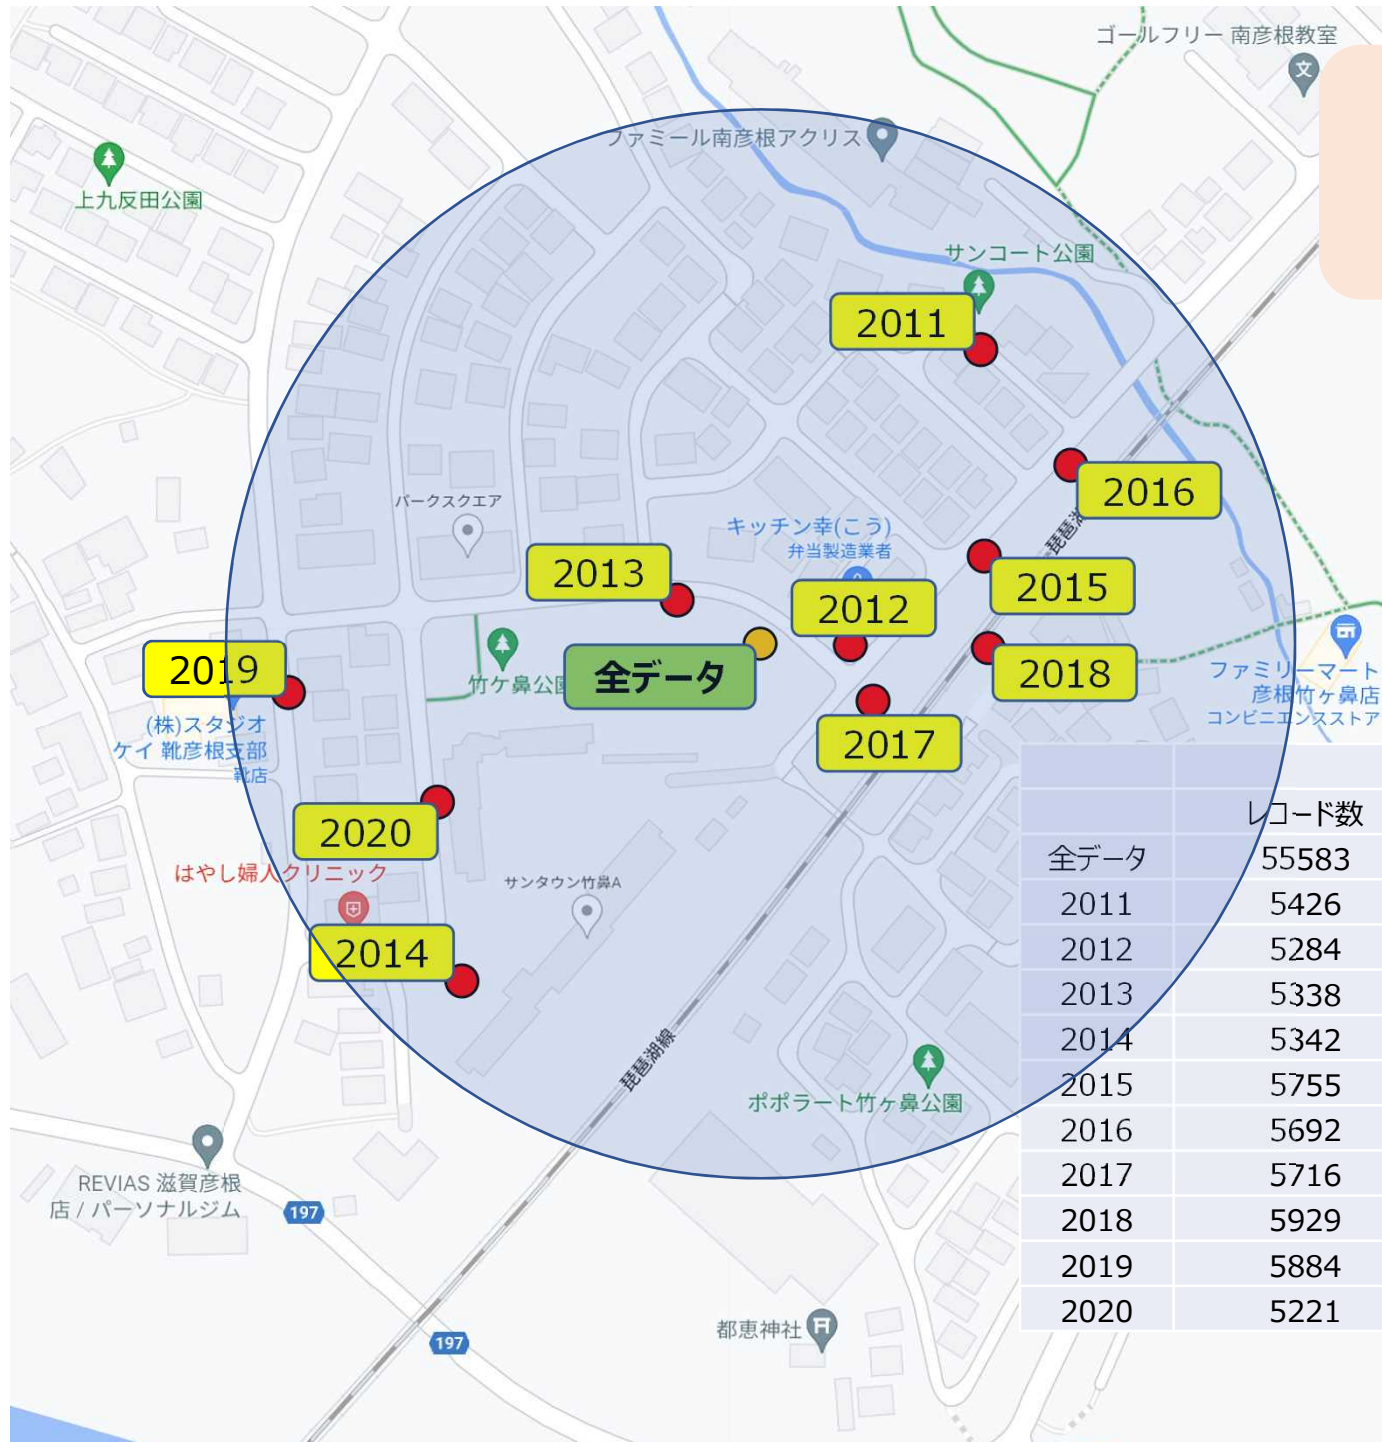 ゴールフリー 南彦根教室
ファミール南彦根アクリス
上九反田公園
サンコート公園
2011
2016
パークスクエア
キッチン幸(こう)
弁当製造業者
琵琶湖
2013
2015
2012
2019
竹ケ鼻公園
全データ
2018
ファミリーマート
彦根竹ヶ鼻店
コンビニエンスストア
(株)スタジオ
ケイ 靴彦根支部
靴店
2017
2020
はやし婦人クリニック
サンタウン竹鼻A
2014
琵琶湖線
ポポラート竹ヶ鼻公園
REVIAS 滋賀彦根
店 / パーソナルジム
197
197
都恵神社
レコード数
全データ 55583
2011 5426
2012 5284
2013 5338
2014 5342
2015 5755
2016 5692
2017 5716
2018 5929
2019 5884
2020 5221